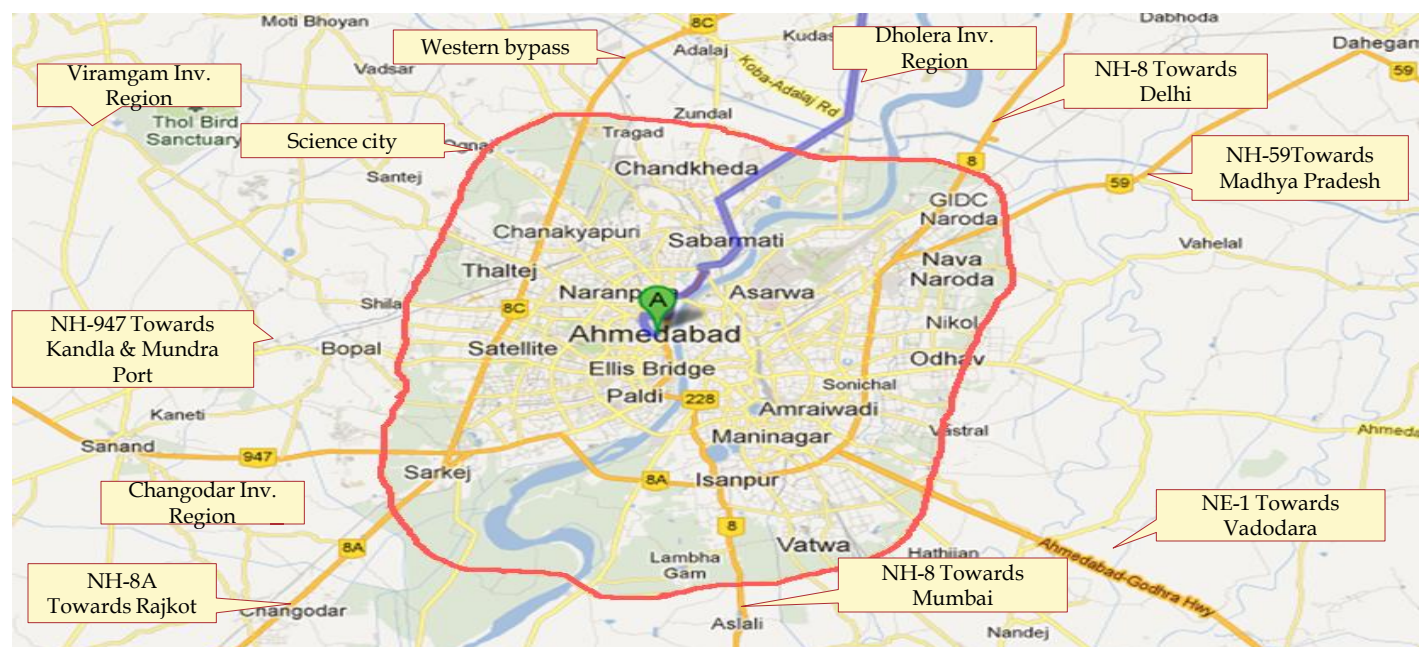 Moti Bhoyan
8C
Dabhoda
Western bypass
Adalaj
Kudas
Dholera Inv.
Region
Dahegam
Viramgam Inv.
Region
Vadsar
Koba-Adalaj Rd
NH-8 Towards
Delhi
59
Thol Bird
Sanctuary
Zundal
Tragad
Science city
Ognaj
Santej
Chandkheda
8
NH-59Towards
Madhya Pradesh
59
GIDC
Naroda
Chanakyapuri
Sabarmati
Vahelal
Thaltej
Nava
Naroda
Shila
Naranp
A
Asarwa
8C
NH-947 Towards
Kandla & Mundra
Port
Bopal
Ahmedabad
Nikol
Satellite
Odhav
Ellis Bridge
Sonichal
Paldi
228
Amraiwadi
Kaneti
Maninagar
Vastral
Ahmeda
Sanand
947
Sarkej
8A
Isanpur
Changodar Inv.
Region
NE-1 Towards
Vadodara
8
8A
Vatwa
Hathijan
Ahmedabad-Godhra Hwy
Lambha
Gam
NH-8A
Towards Rajkot
Changodar
NH-8 Towards
Mumbai
Aslali
Nandej